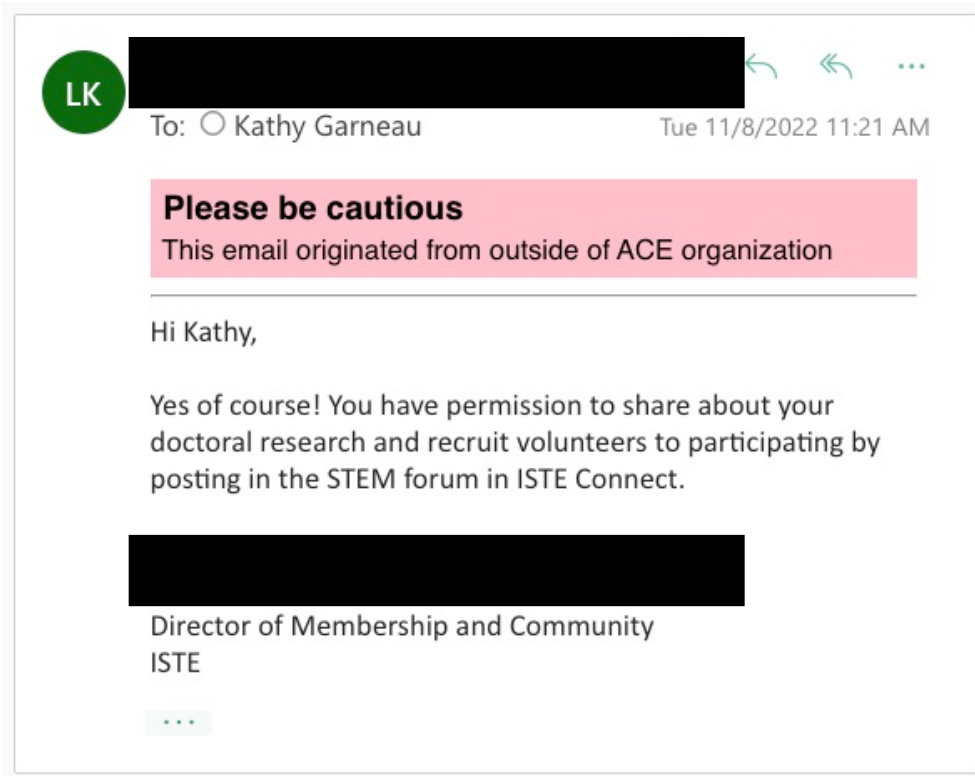 LK
To: Kathy Garneau
Tue 11/8/2022 11:21 AM
Please be cautious
This email originated from outside of ACE organization
Hi Kathy,
Yes of course! You have permission to share about your
doctoral research and recruit volunteers to participating by
posting in the STEM forum in ISTE Connect.
Director of Membership and Community
ISTE